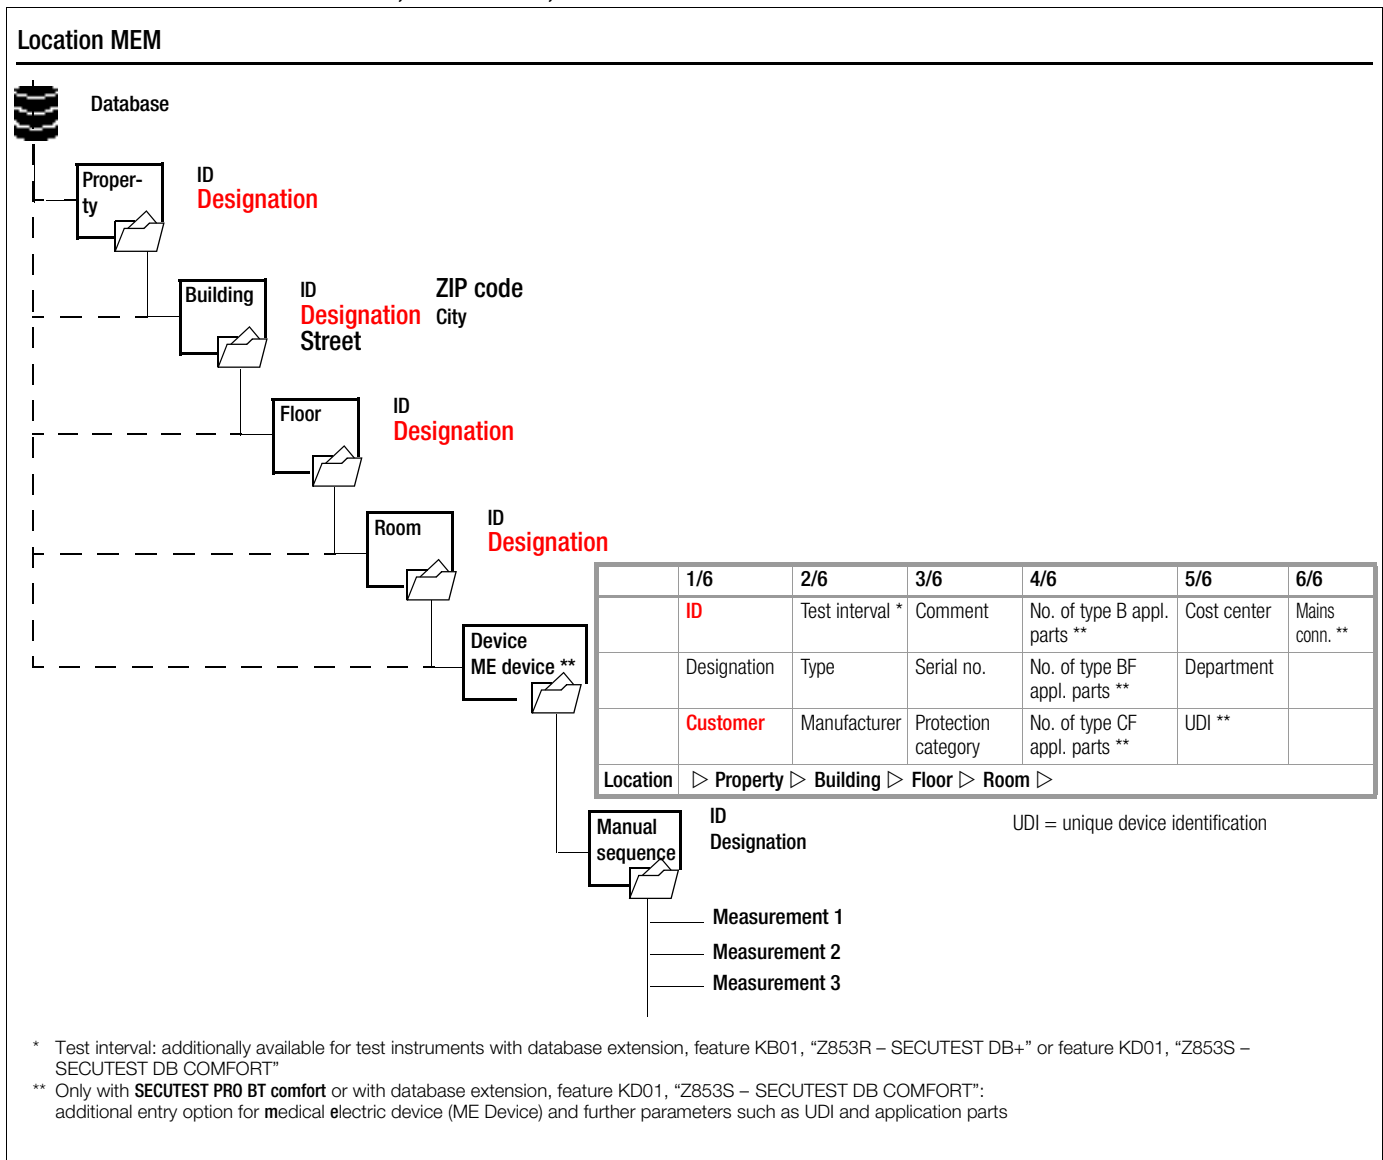 Location MEM
Database
Proper-
ty
ID
Designation
Building
ID
ZIP code
Designation
City
Street
Floor
ID
Designation
Room
ID
Designation
Device
ME device **
1/6 2/6 3/6 4/6 5/6 6/6
ID Test interval * Comment No. of type B appl. Cost center Mains
parts ** conn. **
Designation Type Serial no. No. of type BF Department
appl. parts **
Customer Manufacturer Protection No. of type CF UDI **
category appl. parts **
Location ▷ Property ▷ Building ▷ Floor ▷ Room ▷
Manual
sequence
ID
Designation
UDI = unique device identification
Measurement 1
Measurement 2
Measurement 3
* Test interval: additionally available for test instruments with database extension, feature KB01, “Z853R – SECUTEST DB+” or feature KD01, “Z853S –
SECUTEST DB COMFORT”
** Only with SECUTEST PRO BT comfort or with database extension, feature KD01, “Z853S – SECUTEST DB COMFORT”:
additional entry option for medical electric device (ME Device) and further parameters such as UDI and application parts